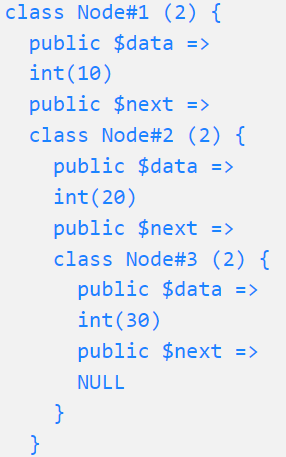 class Node#1 (2) {
  public $data =>
  int(10)
  public $next =>
  class Node#2 (2) {
    public $data =>
    int(20)
    public $next =>
    class Node#3 (2) {
      public $data =>
      int(30)
      public $next =>
      NULL
    }
  }